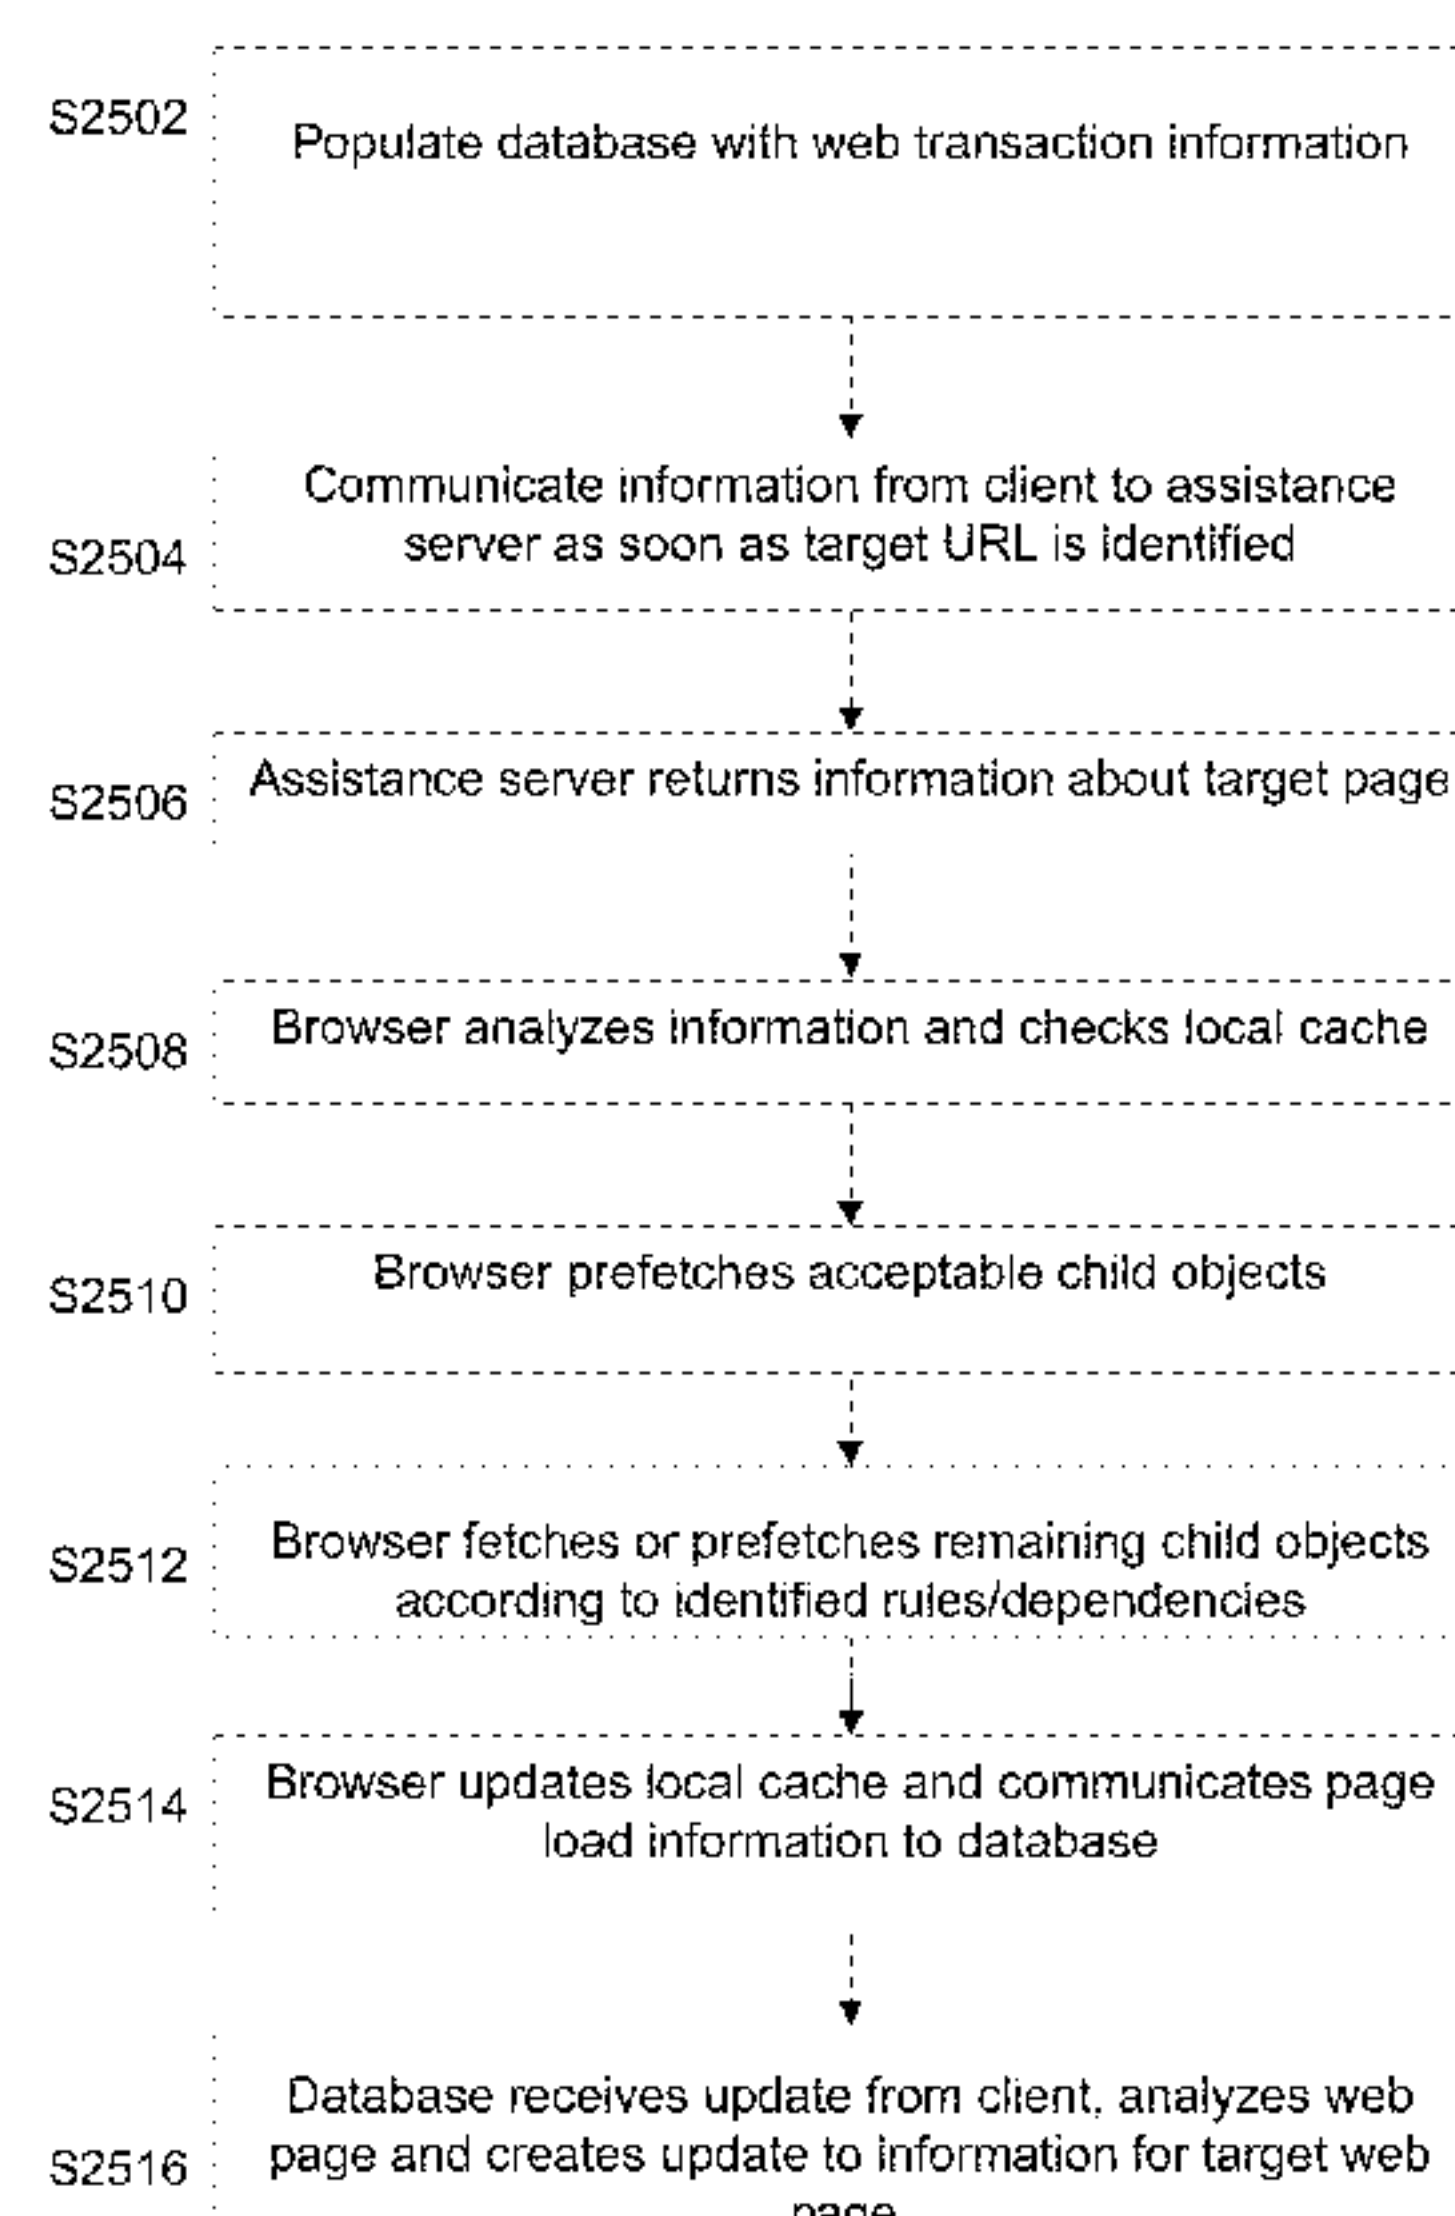 S2502
Populate database with web transaction information
Communicate information from client to assistance
server as soon as target URL is identified
S2504
Assistance server returns information about target page
S2506
Browser analyzes information and checks local cache
S2508
Browser prefetches acceptable child objects
S2510
Browser fetches or prefetches remaining child objects
S2512
according to identified rules/dependencies
Browser updates local cache and communicates page
S2514
load information to database
Database receives update from client, analyzes web
page and creates update to information for target web
S2516
page